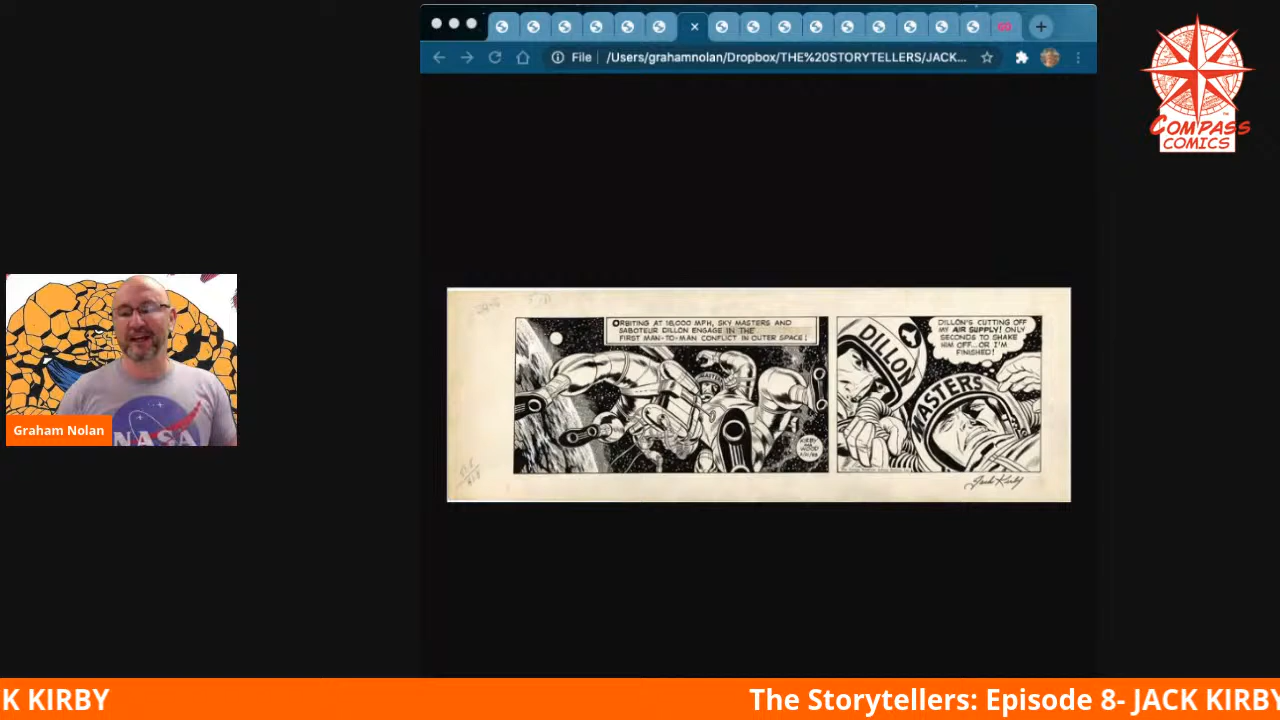 File
/Users/grahamnolan/Dropbox/THE%20STORYTELLERS/JACK...
COMPASS
COMICS
ORBITING AT 18,000 MPH, SKY MASTERS AND
SABOTEUR DILLON ENGAGE IN THE
FIRST MAN-TO-MAN CONFLICT IN OUTER SPACE!
MASTERS
KIRBY
WOOD
DILLON
DILLON'S CUTTING OFF
MY AIR SUPPLY! ONLY
SECONDS TO SHAKE
HIM OFF...OR I'M
FINISHED!
MASTERS
Jack Kirby
Graham Nolan
NASA
K KIRBY
The Storytellers: Episode 8- JACK KIRBY